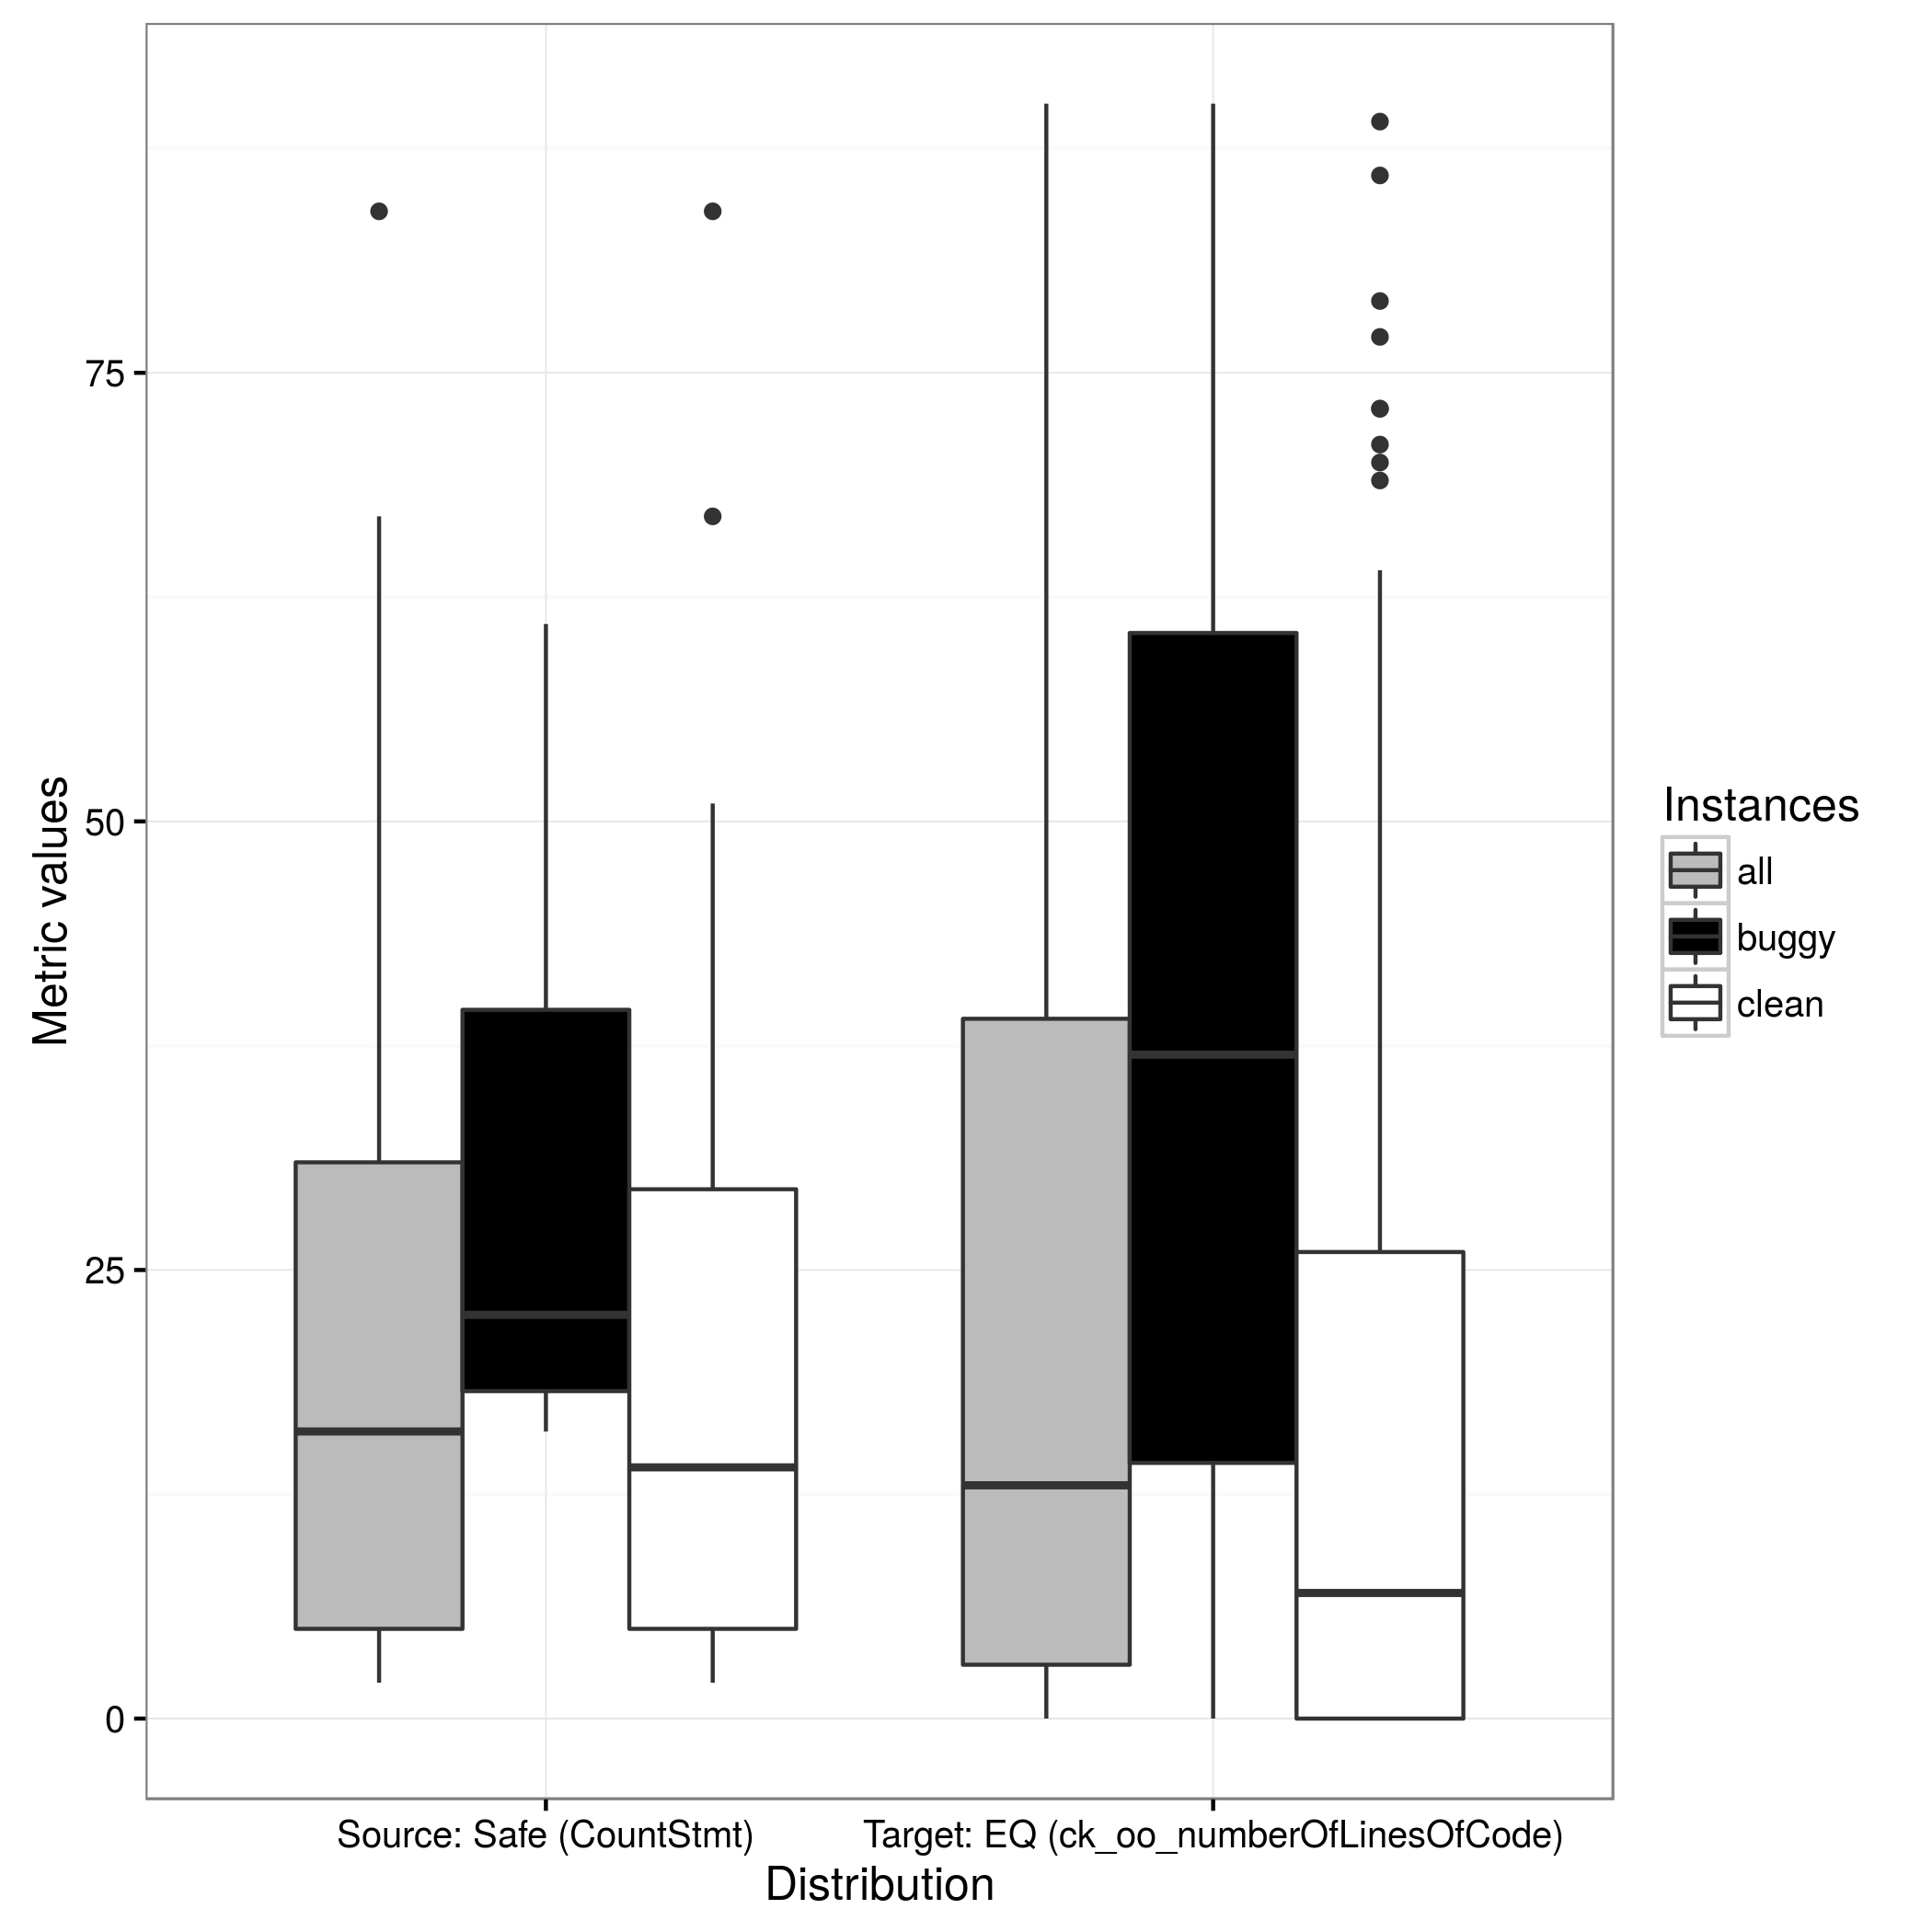 Metric values
75
50
25
0
Source: Safe (CountStmt)
Target: EQ (ck_oo_numberOfLinesOfCode)
Distribution
Instances
all
buggy
clean